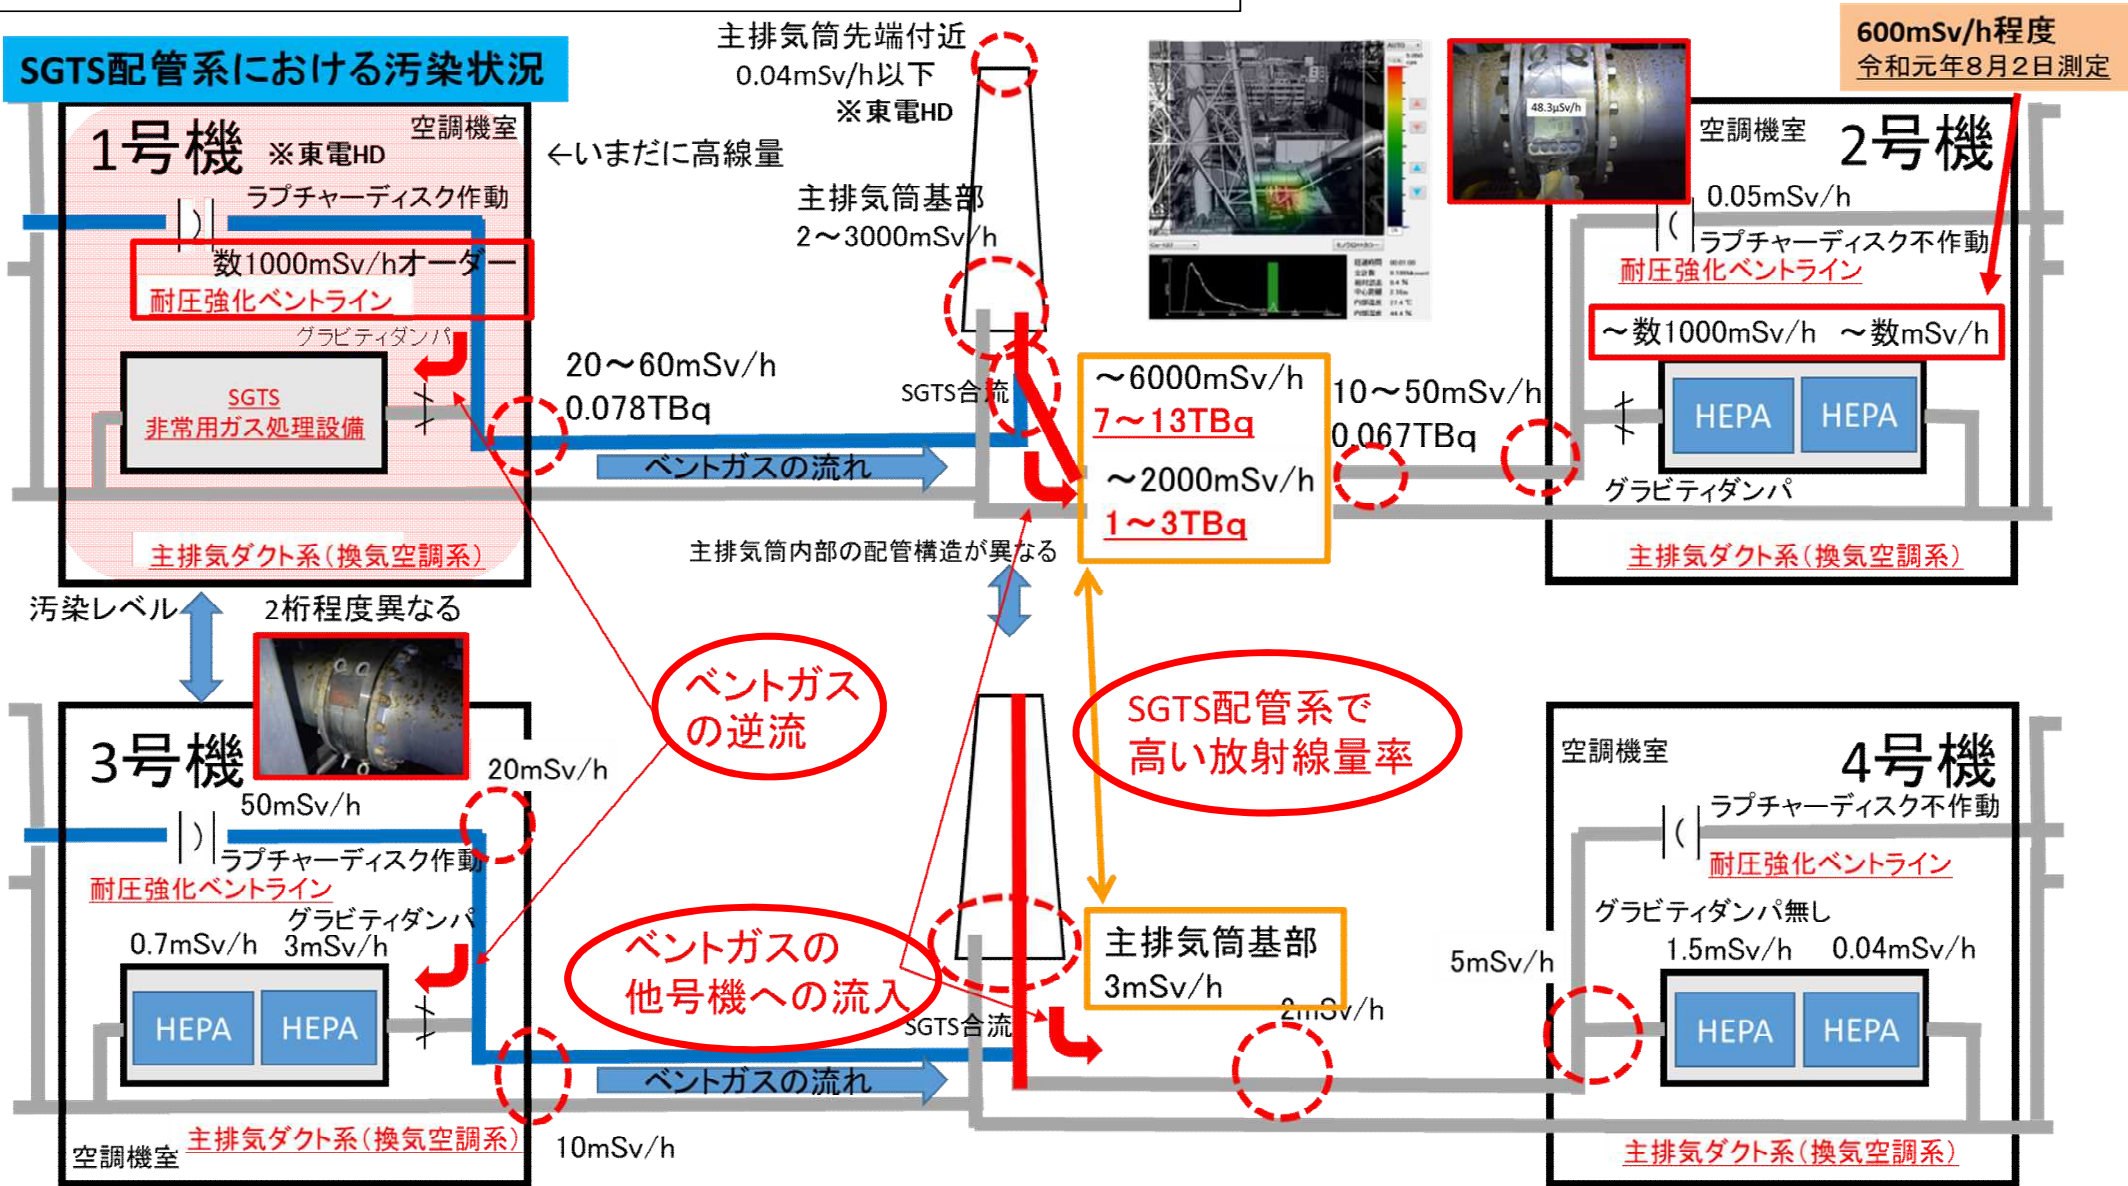 SGTS配管系における汚染状況
主排気筒先端付近
0.04mSv/h以下
※東電HD
600mSv/h程度
令和元年8月2日測定
1号機 ※東電HD
空調機室
←いまだに高線量
ラプチャーディスク作動
数1000mSv/hオーダー
耐圧強化ベントライン
グラビティダンパ
SGTS
非常用ガス処理設備
主排気ダクト系(換気空調系)
主排気筒基部
2～3000mSv/h
20～60mSv/h
0.078TBq
ベントガスの流れ
SGTS合流
～6000mSv/h
7～13TBq
～2000mSv/h
1～3TBq
10～50mSv/h
0.067TBq
主排気筒内部の配管構造が異なる
AUTO
48.3μSv/h
空調機室
2号機
0.05mSv/h
ラプチャーディスク不作動
耐圧強化ベントライン
～数1000mSv/h ～数mSv/h
HEPA HEPA
グラビティダンパ
主排気ダクト系(換気空調系)
汚染レベル
2桁程度異なる
ベントガス
の逆流
SGTS配管系で
高い放射線量率
3号機
20mSv/h
50mSv/h
ラプチャーディスク作動
耐圧強化ベントライン
グラビティダンパ
0.7mSv/h 3mSv/h
HEPA HEPA
ベントガスの
他号機への流入
SGTS合流
ベントガスの流れ
主排気ダクト系(換気空調系)
空調機室
10mSv/h
主排気筒基部
3mSv/h
2mSv/h
空調機室
4号機
ラプチャーディスク不作動
耐圧強化ベントライン
グラビティダンパ無し
5mSv/h
1.5mSv/h 0.04mSv/h
HEPA HEPA
主排気ダクト系(換気空調系)